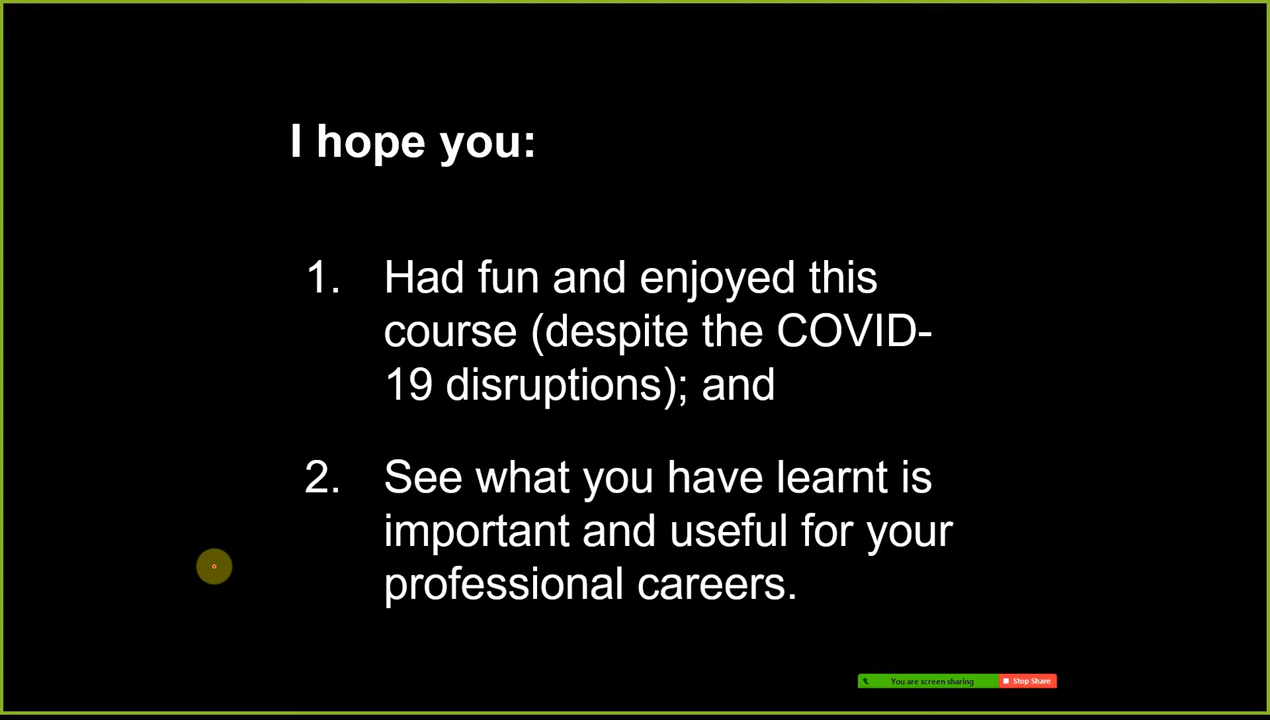 I hope you:
1. Had fun and enjoyed this
course (despite the COVID-
19 disruptions); and
2. See what you have learnt is
important and useful for your
professional careers.
You are screen sharing
Stop Share